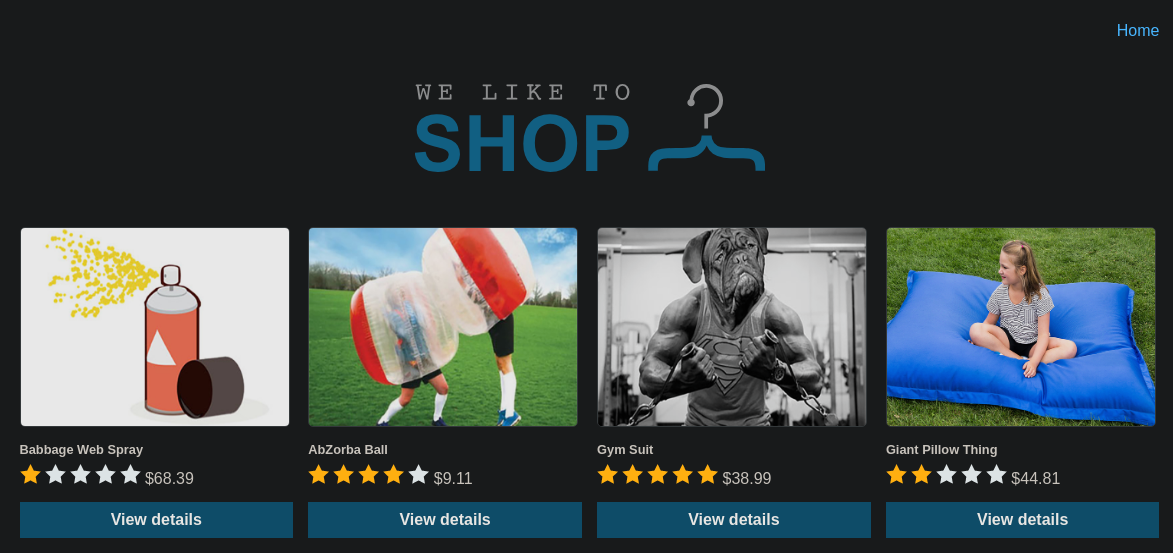 Home
WE LIKE TO
SHOP
Babbage Web Spray
$68.39
View details
AbZorba Ball
$9.11
View details
Gym Suit
$38.99
View details
Giant Pillow Thing
$44.81
View details